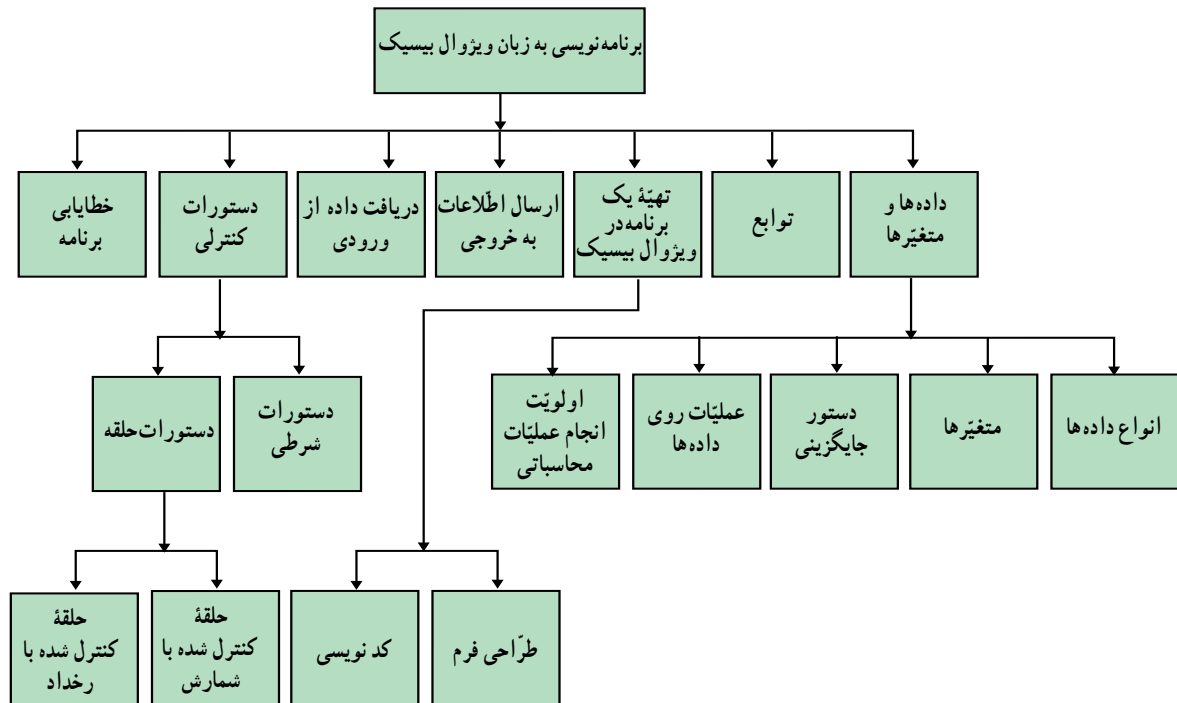 برنامه‌نویسی به زبان ویژوال بیسیک
داده‌ها و
متغیّرها
توابع
تهیّهٔ یک
برنامه‌در
ویژوال بیسیک
ارسال اطّلاعات
به خروجی
دریافت داده از
ورودی
دستورات
کنترلی
خطایابی
برنامه
انواع داده‌ها
متغیّرها
دستور
جایگزینی
عملیّات روی
داده‌ها
اولویّت
انجام عملیّات
محاسباتی
دستورات
شرطی
دستورات‌حلقه
طرّاحی فرم
کد نویسی
حلقهٔ
کنترل شده با
شمارش
حلقهٔ
کنترل شده با
رخداد